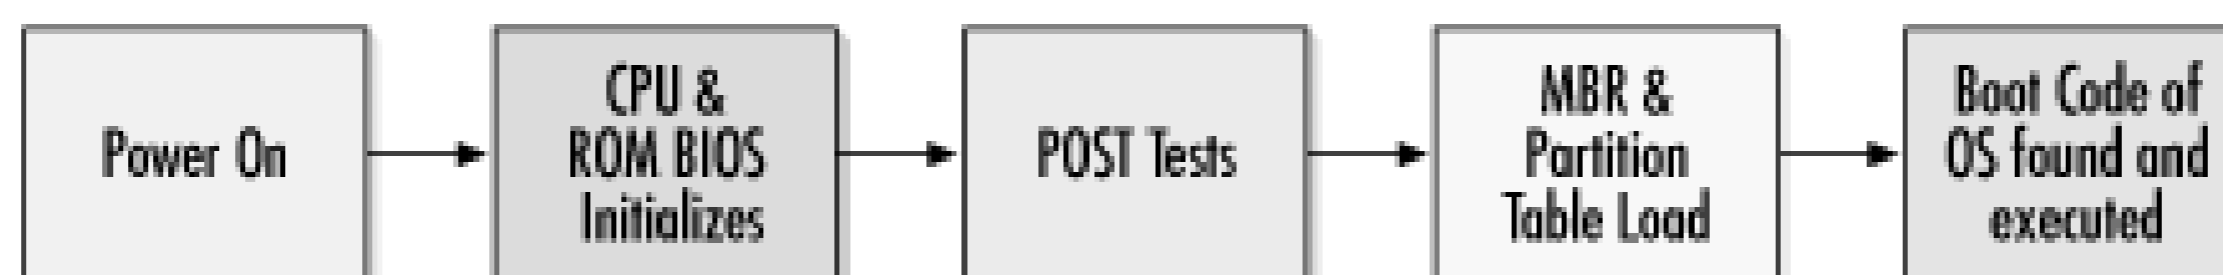 Power On
CPU &
ROM BIOS
Initializes
POST Tests
MBR &
Partition
Table Load
Boot Code of
OS found and
executed